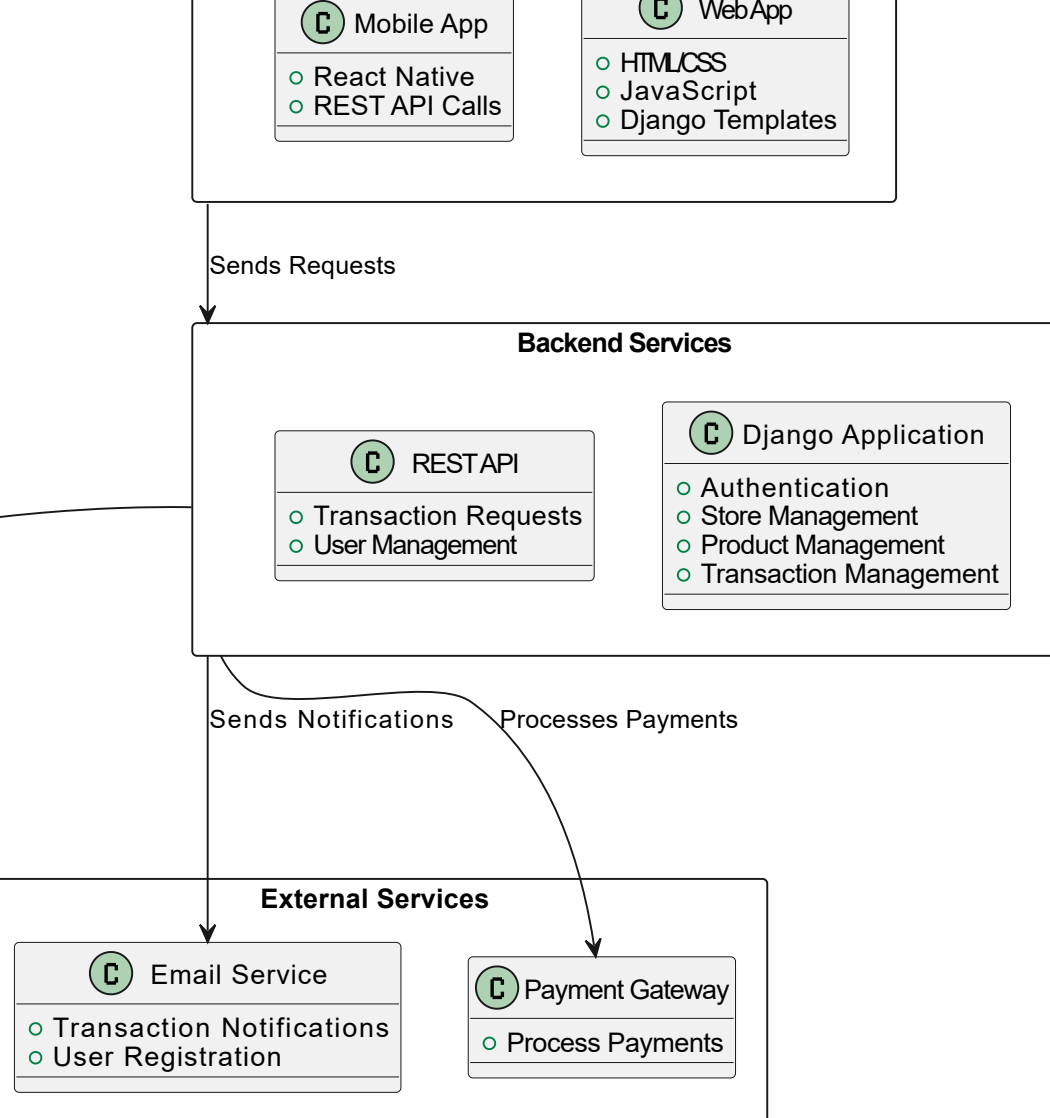 C Mobile App
React Native
REST API Calls
C Web App
HTML/CSS
JavaScript
Django Templates
Sends Requests
Backend Services
C REST API
Transaction Requests
User Management
C Django Application
Authentication
Store Management
Product Management
Transaction Management
Sends Notifications
Processes Payments
External Services
C Email Service
Transaction Notifications
User Registration
C Payment Gateway
Process Payments